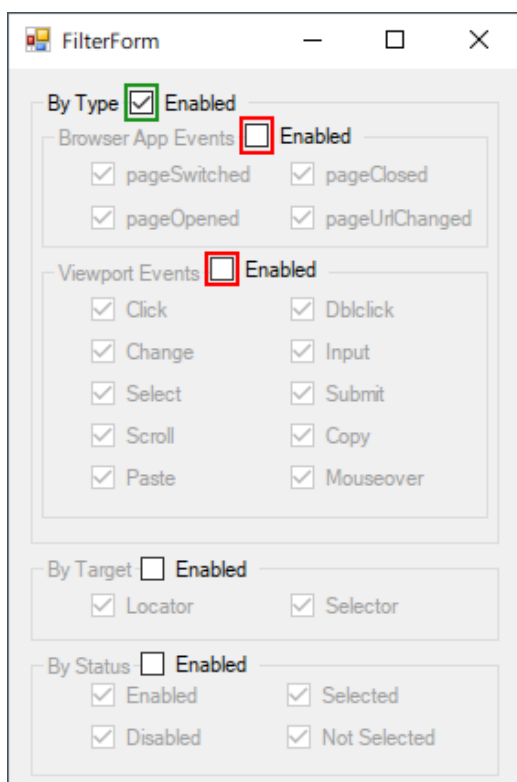 FilterForm
By Type Enabled
Browser App Events Enabled
pageSwitched pageClosed
pageOpened pageUrlChanged
Viewport Events Enabled
Click Dblclick
Change Input
Select Submit
Scroll Copy
Paste Mouseover
By Target Enabled
Locator Selector
By Status Enabled
Enabled Selected
Disabled Not Selected